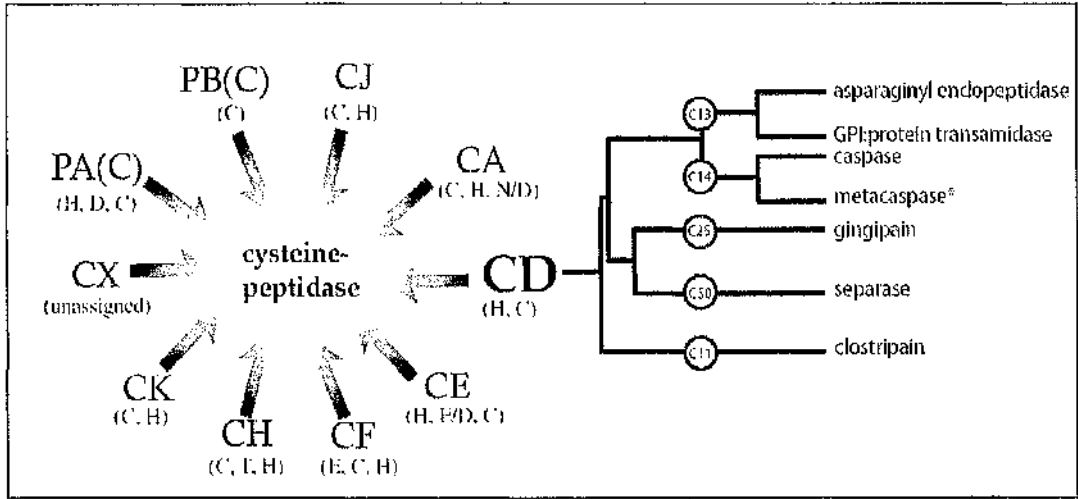 PB(C)
(C)
CJ
(C, H)
CA
(C, H, N/D)
PA(C)
(H, D, C)
CX
(unassigned)
cysteine-
peptidase
CD
(H, C)
CK
(C, H)
CH
(C, T, H)
CF
(E, C, H)
CE
(H, E/D, C)
C13
asparaginyl endopeptidase
GPI:protein transamidase
C14
caspase
metacaspase*
C25
gingipain
C50
separase
C11
clostripain